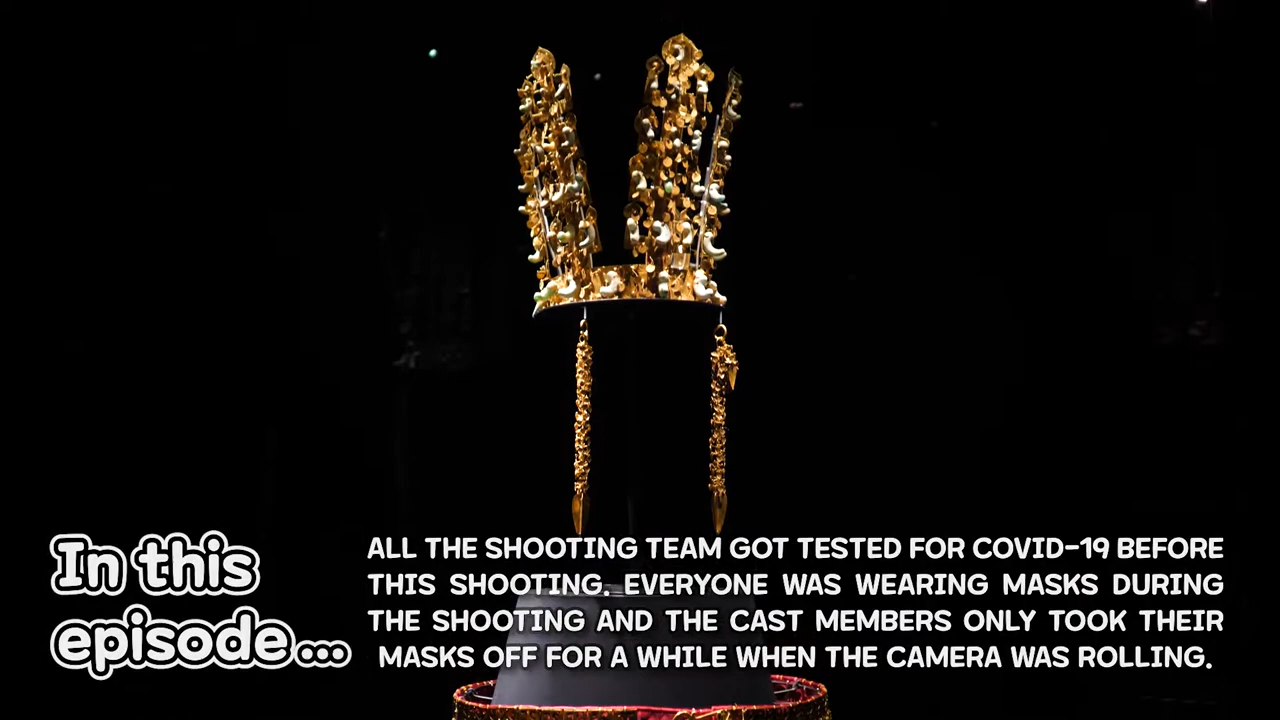 In this
episode...
ALL THE SHOOTING TEAM GOT TESTED FOR COVID-19 BEFORE
THIS SHOOTING. EVERYONE WAS WEARING MASKS DURING
THE SHOOTING AND THE CAST MEMBERS ONLY TOOK THEIR
MASKS OFF FOR A WHILE WHEN THE CAMERA WAS ROLLING.